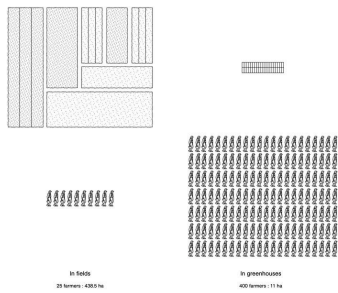 In fields
25 farmers : 438.5 ha
In greenhouses
400 farmers : 11 ha